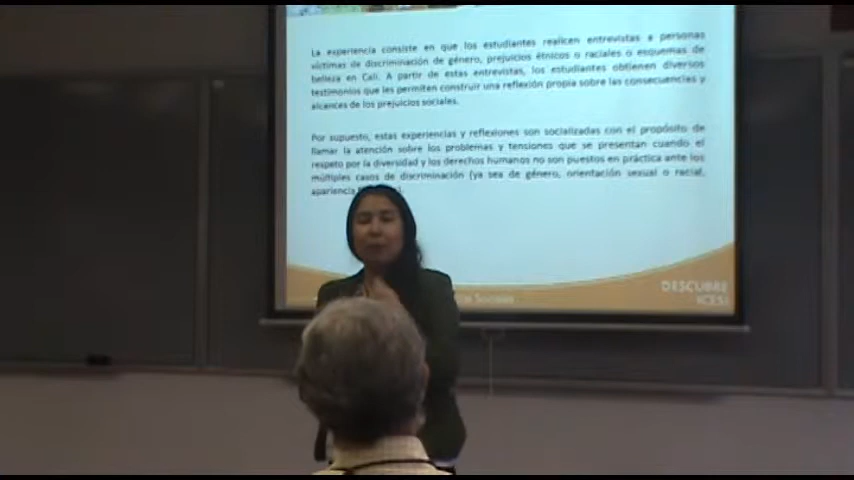 La experiencia consiste en que los estudiantes realicen entrevistas a personas
víctimas de discriminación de género, prejuicios étnicos o raciales o esquemas de
belleza en Cali. A partir de estas entrevistas, los estudiantes obtienen diversos
testimonios que les permiten construir una reflexión propia sobre las consecuencias y
alcances de los prejuicios sociales.
Por supuesto, estas experiencias y reflexiones son socializadas con el propósito de
llamar la atención sobre los problemas y tensiones que se presentan cuando el
respeto por la diversidad y los derechos humanos no son puestos en práctica ante los
múltiples casos de discriminación (ya sea de género, orientación sexual o racial,
apariencia
Sociales
DESCUBRE
ICESI